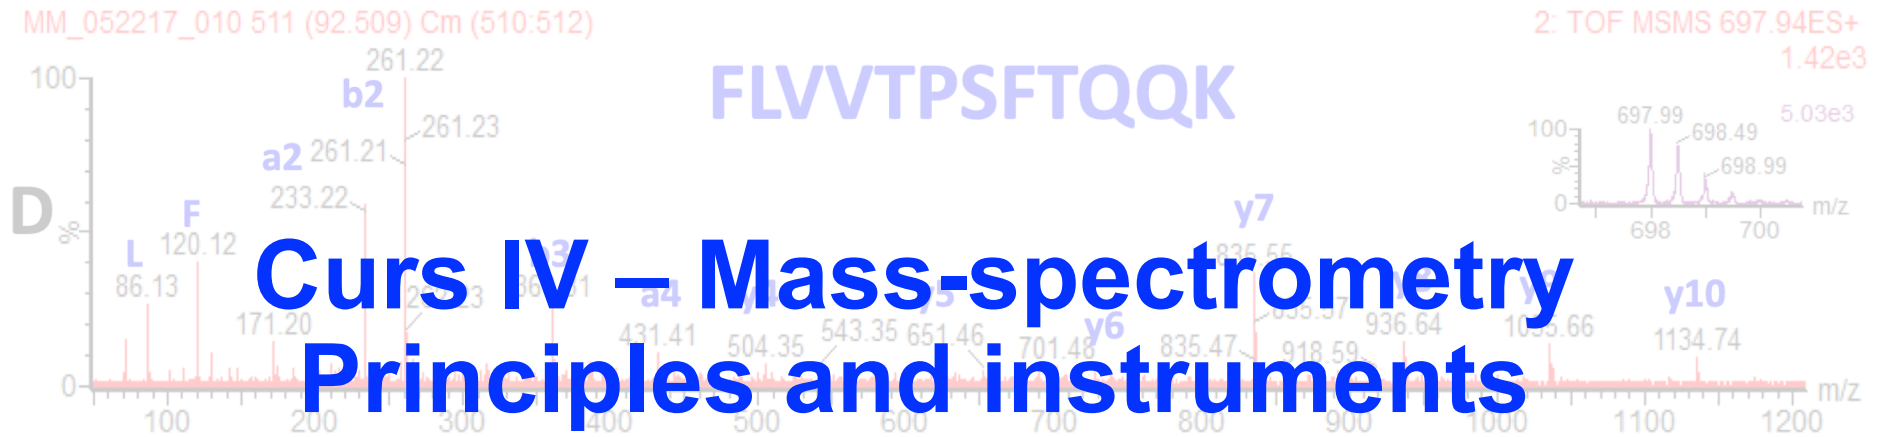 MM_052217_010 511 (92.509) Cm (510:512)
2: TOF MSMS 697.94ES+
1.42e3
5.03e3
FLVVTPSFTQQK
D
100
%
0
L
86.13
F
120.12
171.20
a2
233.22
b2
261.22
261.23
261.21
a4
431.41
504.35
543.35
651.46
y6
701.48
y7
835.55
835.47
918.59
936.64
y10
1134.74
100
%
0
697.99
698.49
698.99
698
700
m/z
Curs IV – Mass-spectrometry
Principles and instruments
100
200
300
400
500
600
700
800
900
1000
1100
1200
m/z